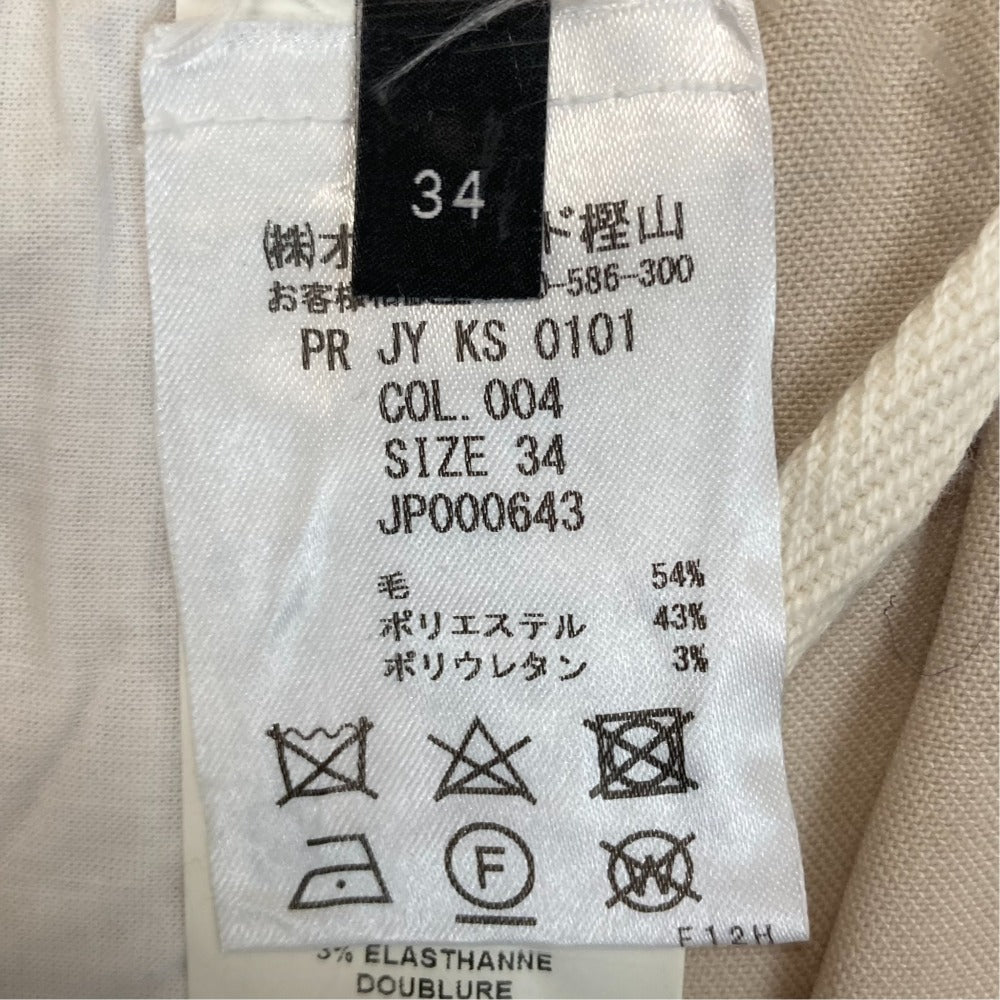 34
㈱オ ド樫山
お客様 0-586-300
PR JY KS 0101
COL. 004
SIZE 34
JP000643
毛 54%
ポリエステル 43%
ポリウレタン 3%
F
W
3% ELASTHANNE
DOUBLURE